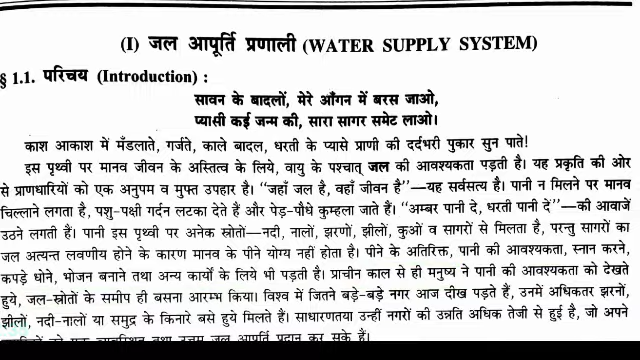 (I) जल आपूर्ति प्रणाली (WATER SUPPLY SYSTEM)
§ 1.1. परिचय (Introduction) :
सावन के बादलों, मेरे आँगन में बरस जाओ,
प्यासी कई जन्म की, सारा सागर समेट लाओ।
काश आकाश में मँडलाते, गर्जते, काले बादल, धरती के प्यासे प्राणी की दर्दभरी पुकार सुन पाते!
इस पृथ्वी पर मानव जीवन के अस्तित्व के लिये, वायु के पश्चात् जल की आवश्यकता पड़ती है। यह प्रकृति की ओर
से प्राणधारियों को एक अनुपम व मुफ्त उपहार है। “जहाँ जल है, वहाँ जीवन है”—यह सर्वसत्य है। पानी न मिलने पर मानव
चिल्लाने लगता है, पशु-पक्षी गर्दन लटका देते हैं और पेड़-पौधे कुम्हला जाते हैं। “अम्बर पानी दे, धरती पानी दे”—की आवाजें
उठने लगती हैं। पानी इस पृथ्वी पर अनेक स्रोतों—नदी, नालों, झरणों, झीलों, कुओं व सागरों से मिलता है, परन्तु सागरों का
जल अत्यन्त लवणीय होने के कारण मानव के पीने योग्य नहीं होता है। पीने के अतिरिक्त, पानी की आवश्यकता, स्नान करने,
कपड़े धोने, भोजन बनाने तथा अन्य कार्यों के लिये भी पड़ती है। प्राचीन काल से ही मनुष्य ने पानी की आवश्यकता को देखते
हुये, जल-स्रोतों के समीप ही बसना आरम्भ किया। विश्व में जितने बड़े-बड़े नगर आज दीख पड़ते हैं, उनमें अधिकतर झरनों,
झीलों, नदी-नालों या समुद्र के किनारे बसे हुये मिलते हैं। साधारणतया उन्हीं नगरों की उन्नति अधिक तेजी से हुई है, जो अपने
को एक व्यवस्थित तथा उत्तम जल आपूर्ति प्रदान कर सके हैं।